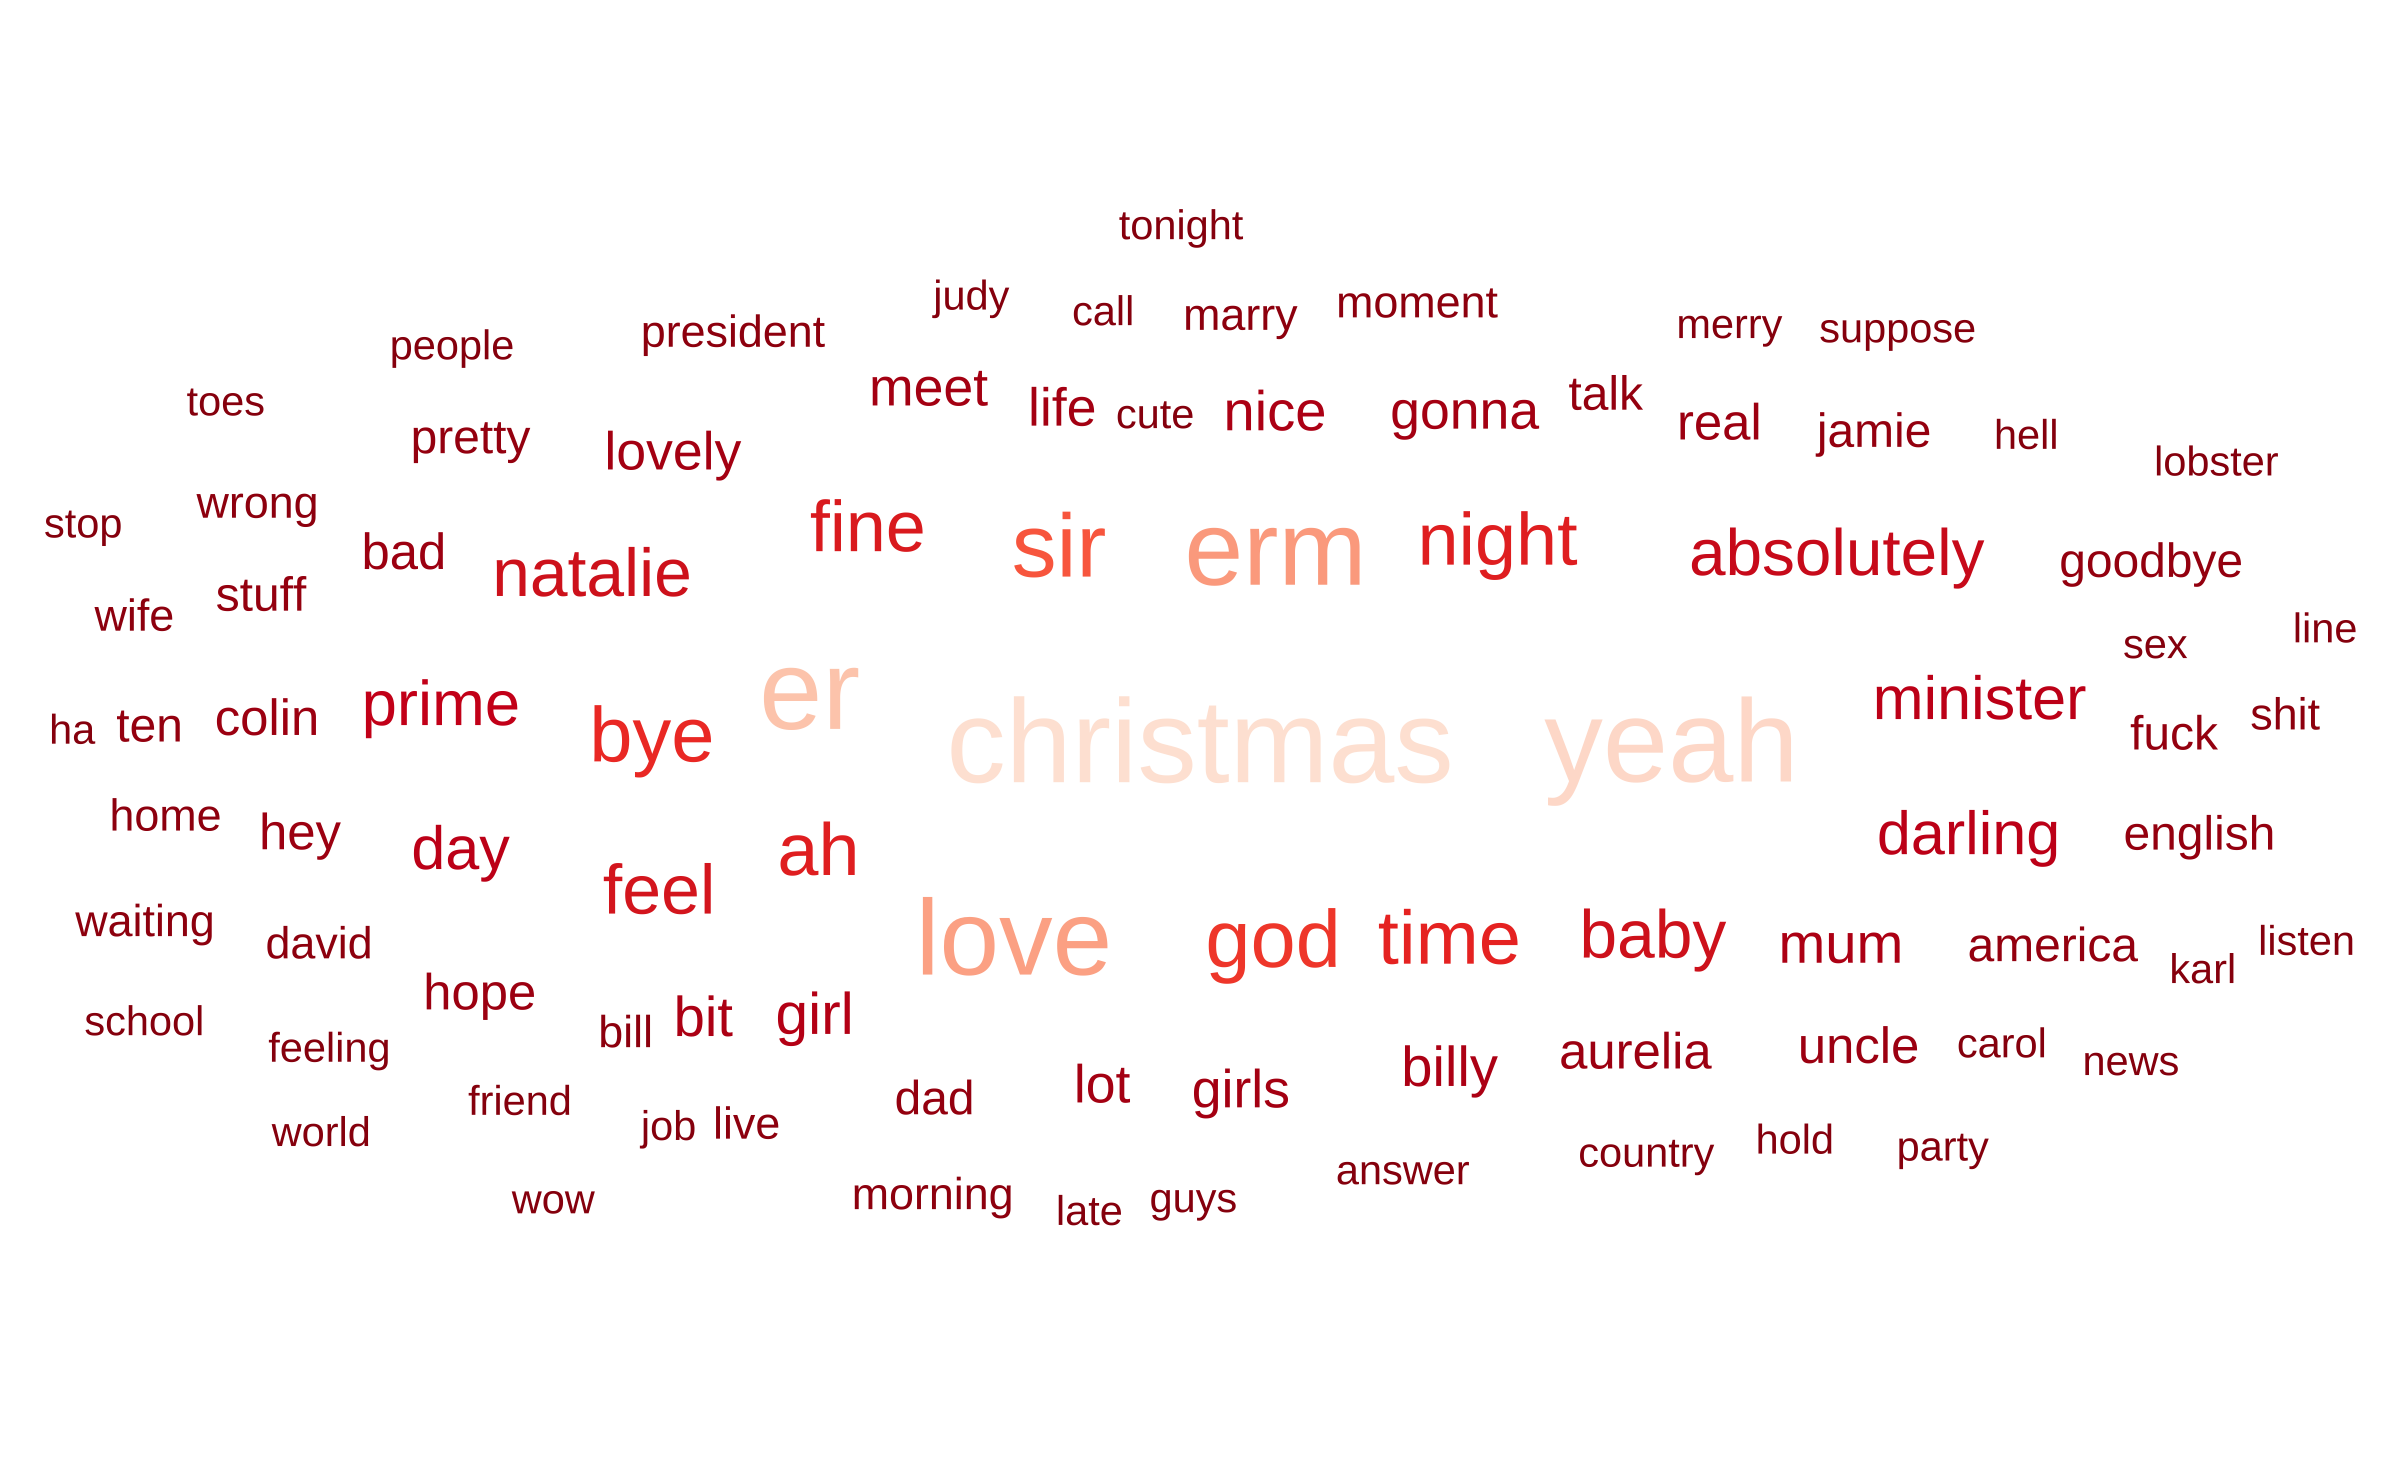 tonight
judy call marry moment
people president merry suppose
toes meet life cute nice gonna talk
pretty lovely real jamie hell lobster
stop wrong bad natalie fine sir erm night absolutely goodbye
wife stuff sex line
ha ten colin prime bye er christmas yeah minister fuck shit
home hey day feel ah darling english
waiting david love god time baby mum america karl listen
school feeling hope bill bit girl billy aurelia uncle carol news
world friend job live dad lot girls
wow morning late guys answer country hold party